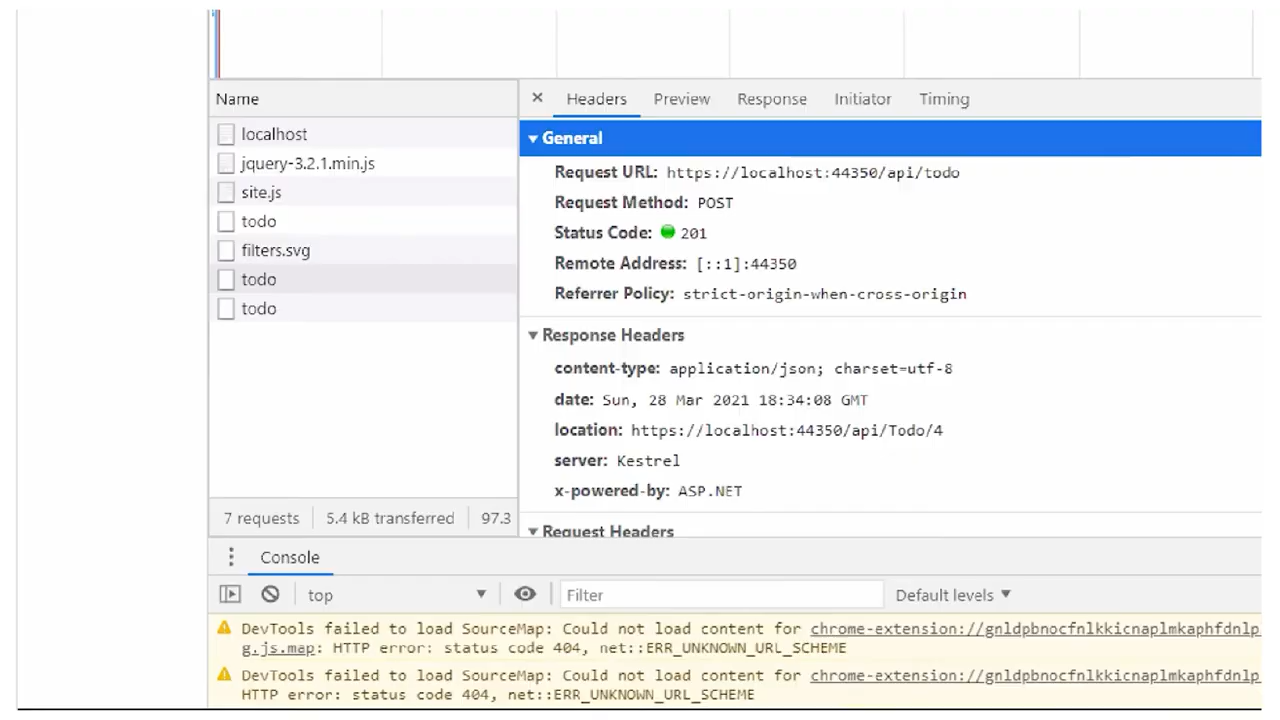 Name
localhost
jquery-3.2.1.min.js
site.js
todo
filters.svg
todo
todo
7 requests 5.4 kB transferred 97.3
× Headers Preview Response Initiator Timing
▼ General
Request URL: https://localhost:44350/api/todo
Request Method: POST
Status Code: 201
Remote Address: [::1]:44350
Referrer Policy: strict-origin-when-cross-origin
▼ Response Headers
content-type: application/json; charset=utf-8
date: Sun, 28 Mar 2021 18:34:08 GMT
location: https://localhost:44350/api/Todo/4
server: Kestrel
x-powered-by: ASP.NET
▼ Request Headers
Console
top ▼ Filter Default levels ▼
DevTools failed to load SourceMap: Could not load content for chrome-extension://gnldpbnocfnlkkicnaplmkaphfdnlp
g.js.map: HTTP error: status code 404, net::ERR_UNKNOWN_URL_SCHEME
DevTools failed to load SourceMap: Could not load content for chrome-extension://gnldpbnocfnlkkicnaplmkaphfdnlp
HTTP error: status code 404, net::ERR_UNKNOWN_URL_SCHEME